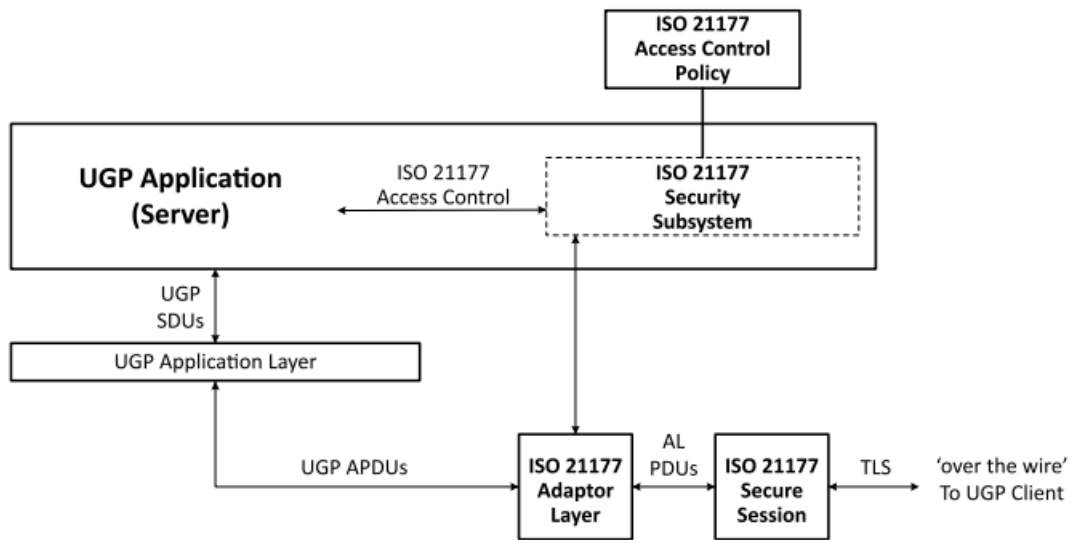 ISO 21177
Access Control
Policy
UGP Application
(Server)
ISO 21177
Access Control
ISO 21177
Security
Subsystem
UGP
SDUs
UGP Application Layer
UGP APDUs
ISO 21177
Adaptor
Layer
AL
PDUs
ISO 21177
Secure
Session
TLS
‘over the wire’
To UGP Client